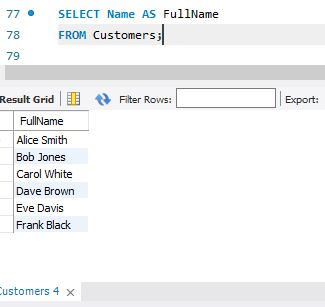 77 SELECT Name AS FullName
78 FROM Customers;
79
Result Grid Filter Rows: Export:
FullName
Alice Smith
Bob Jones
Carol White
Dave Brown
Eve Davis
Frank Black
Customers 4 ×